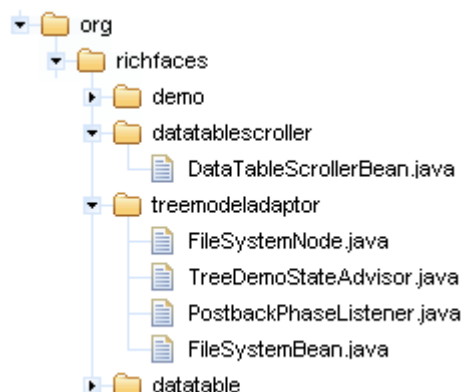 org
richfaces
demo
datatablescroller
DataTableScrollerBean.java
treemodeladaptor
FileSystemNode.java
TreeDemoStateAdvisor.java
PostbackPhaseListener.java
FileSystemBean.java
datatable